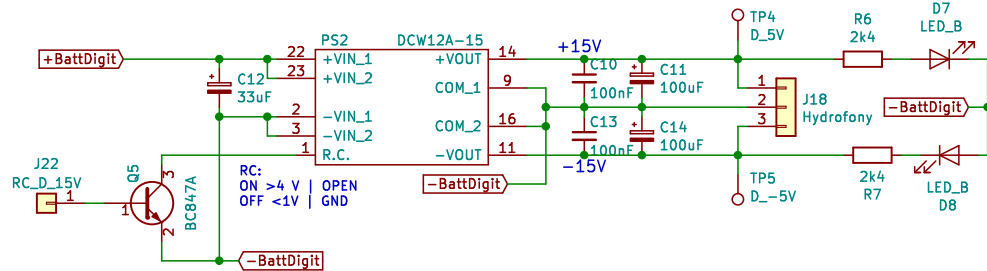 D7
LED_B
TP4
D_5V
R6
2k4
PS2
DCW12A-15
+BattDigit
22
+VIN_1
+VOUT
14
+15V
23
+VIN_2
C12
33uF
COM_1
9
C10
100nF
C11
100uF
1
2
3
J18
Hydrofony
-BattDigit
2
-VIN_1
3
-VIN_2
COM_2
16
C13
100nF
C14
100uF
1
R.C.
-VOUT
11
-15V
-BattDigit
RC:
ON >4 V | OPEN
OFF <1V | GND
J22
RC_D_15V
1
Q5
BC847A
1
2
3
TP5
D_-5V
2k4
R7
LED_B
D8
-BattDigit